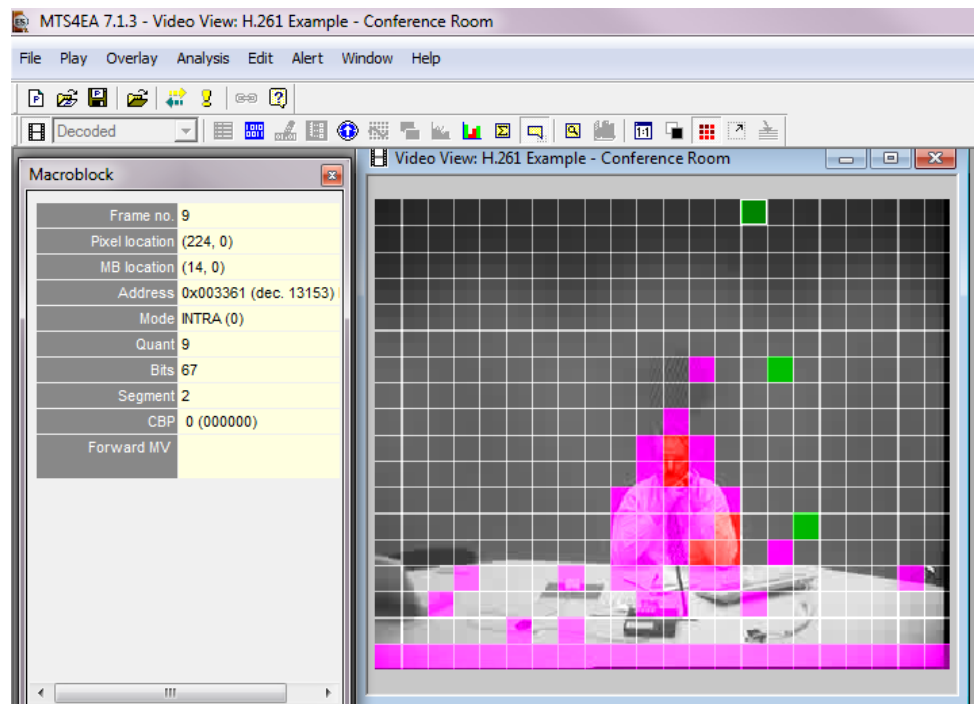 MTS4EA 7.1.3 - Video View: H.261 Example - Conference Room
File Play Overlay Analysis Edit Alert Window Help
Decoded
1:1
Macroblock
Video View: H.261 Example - Conference Room
Frame no. 9
Pixel location (224, 0)
MB location (14, 0)
Address 0x003361 (dec. 13153)
Mode INTRA (0)
Quant 9
Bits 67
Segment 2
CBP 0 (000000)
Forward MV